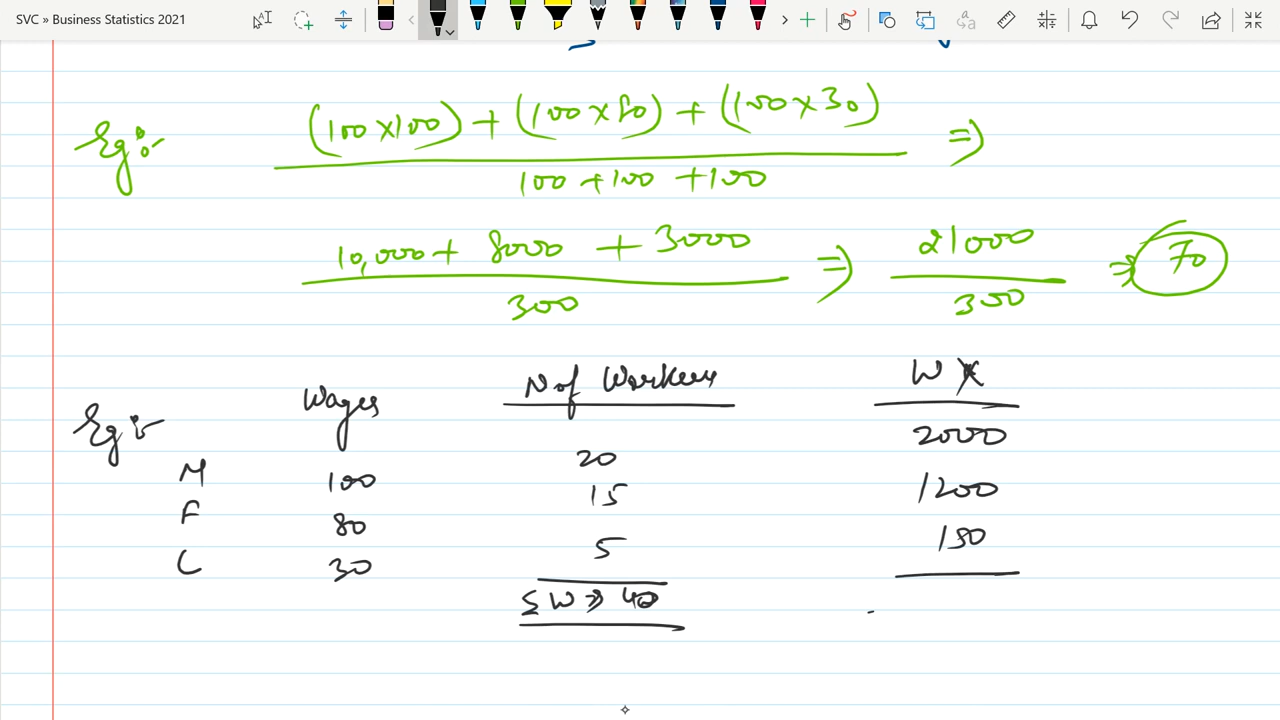 SVC » Business Statistics 2021
Eg:- (100×100) + (100×80) + (100×30) ⇒
100 + 100 + 100
10,000 + 8000 + 3000 ⇒ 21000 ⇒ 70
300 300
Eg:- Wages N of Workers WX
M 100 20 2000
F 80 15 1200
C 30 5 150
ΣW ⇒ 40